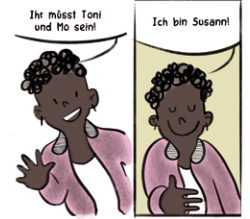 Ihr müsst Toni
und Mo sein!
Ich bin Susann!